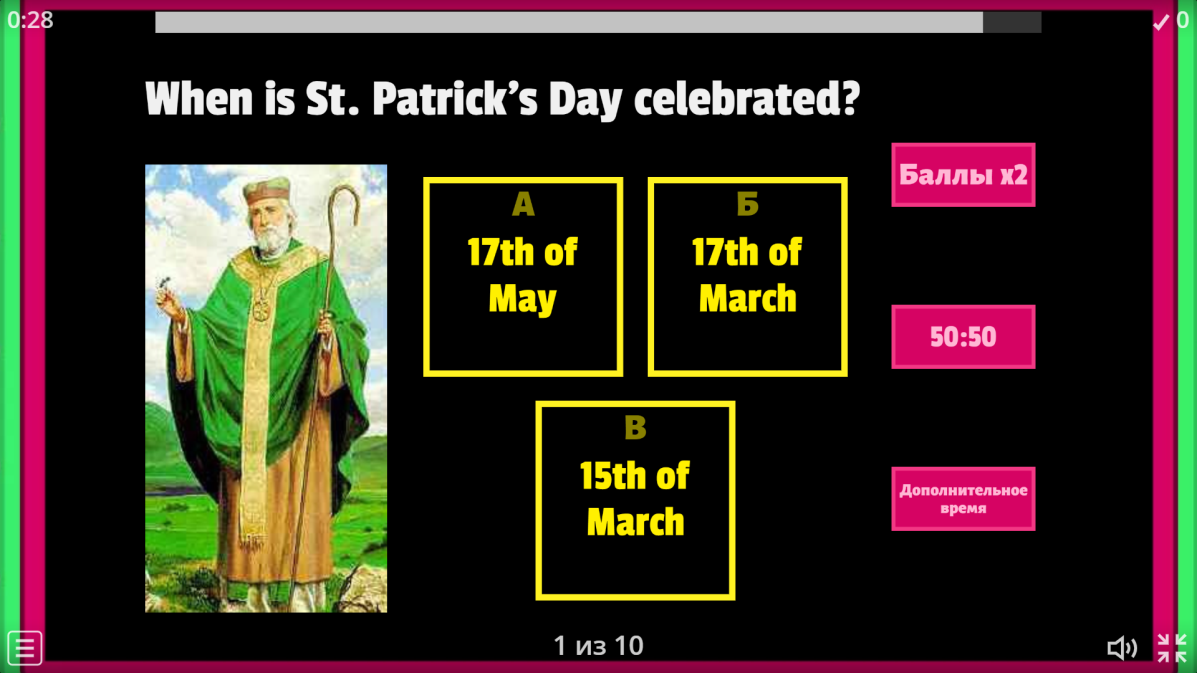 0:28
0
When is St. Patrick's Day celebrated?
А
17th of
May
Б
17th of
March
В
15th of
March
Баллы x2
50:50
Дополнительное
время
1 из 10